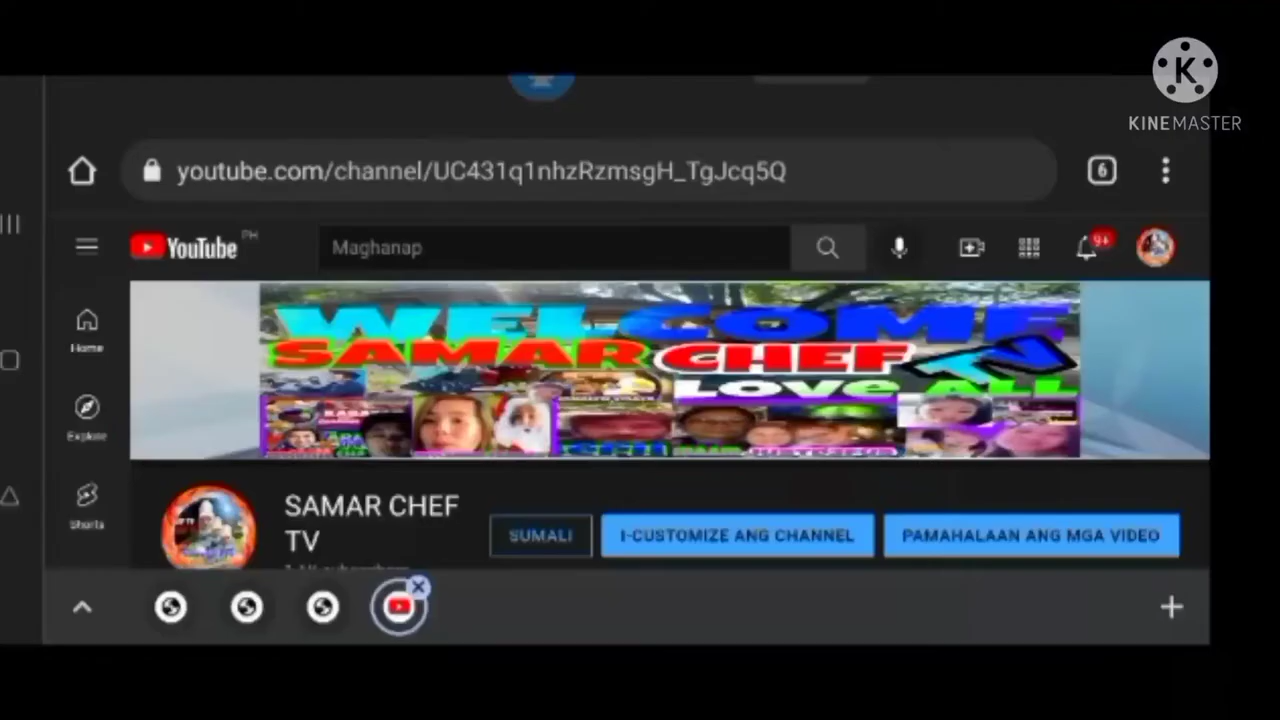 K
KINEMASTER
youtube.com/channel/UC431q1nhzRzmsgH_TgJcq5Q
6
YouTube PH
Maghanap
9+
WELCOME
SAMAR CHEF TV
LOVE ALL
Home
Explore
Shorts
SAMAR CHEF
TV
SUMALI
I-CUSTOMIZE ANG CHANNEL
PAMAHALAAN ANG MGA VIDEO